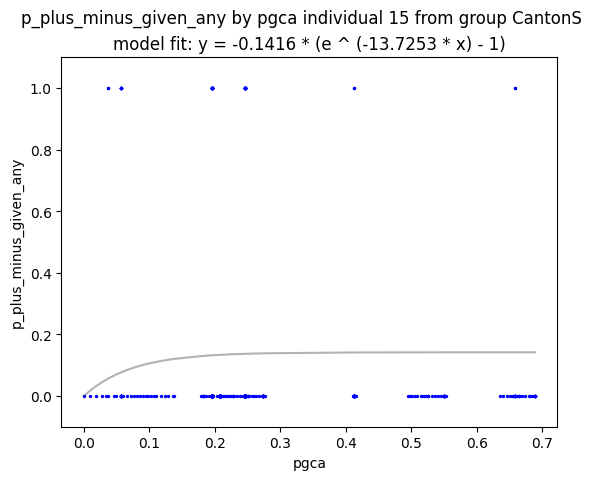 p_plus_minus_given_any by pgca individual 15 from group CantonS
model fit: y = -0.1416 * (e ^ (-13.7253 * x) - 1)
p_plus_minus_given_any
1.0
0.8
0.6
0.4
0.2
0.0
0.0 0.1 0.2 0.3 0.4 0.5 0.6 0.7
pgca